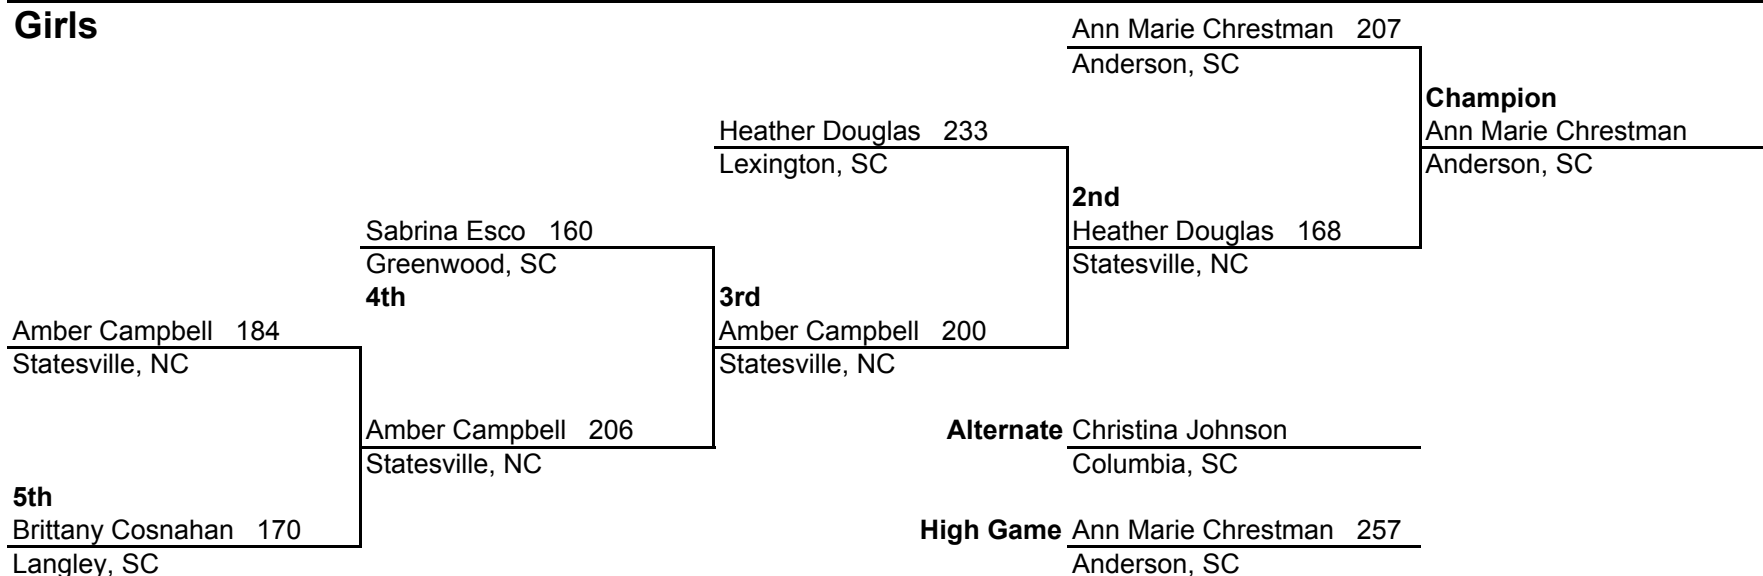 Girls
Ann Marie Chrestman 207
Anderson, SC
Champion
Heather Douglas 233
Ann Marie Chrestman
Lexington, SC
Anderson, SC
2nd
Sabrina Esco 160
Heather Douglas 168
Greenwood, SC
Statesville, NC
4th
3rd
Amber Campbell 184
Amber Campbell 200
Statesville, NC
Statesville, NC
Amber Campbell 206
Alternate Christina Johnson
Statesville, NC
Columbia, SC
5th
Brittany Cosnahan 170
High Game Ann Marie Chrestman 257
Langley, SC
Anderson, SC